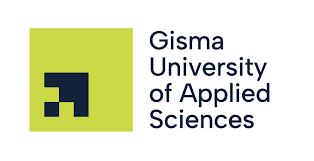 Gisma
University
of Applied
Sciences